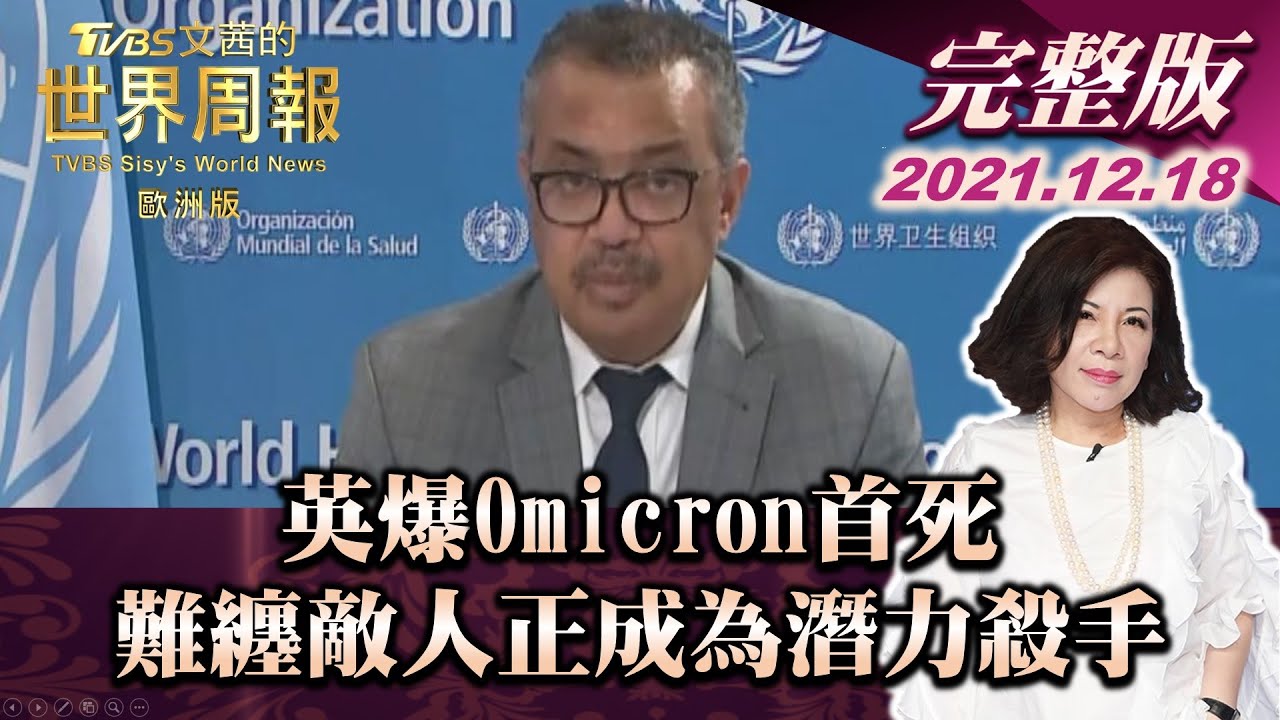 TVBS文茜的
世界周報
TVBS Sisy's World News
歐洲版
完整版
2021.12.18
Organization
Organización
Mundial de la Salud
世界卫生组织
World H
英爆Omicron首死
難纏敵人正成為潛力殺手